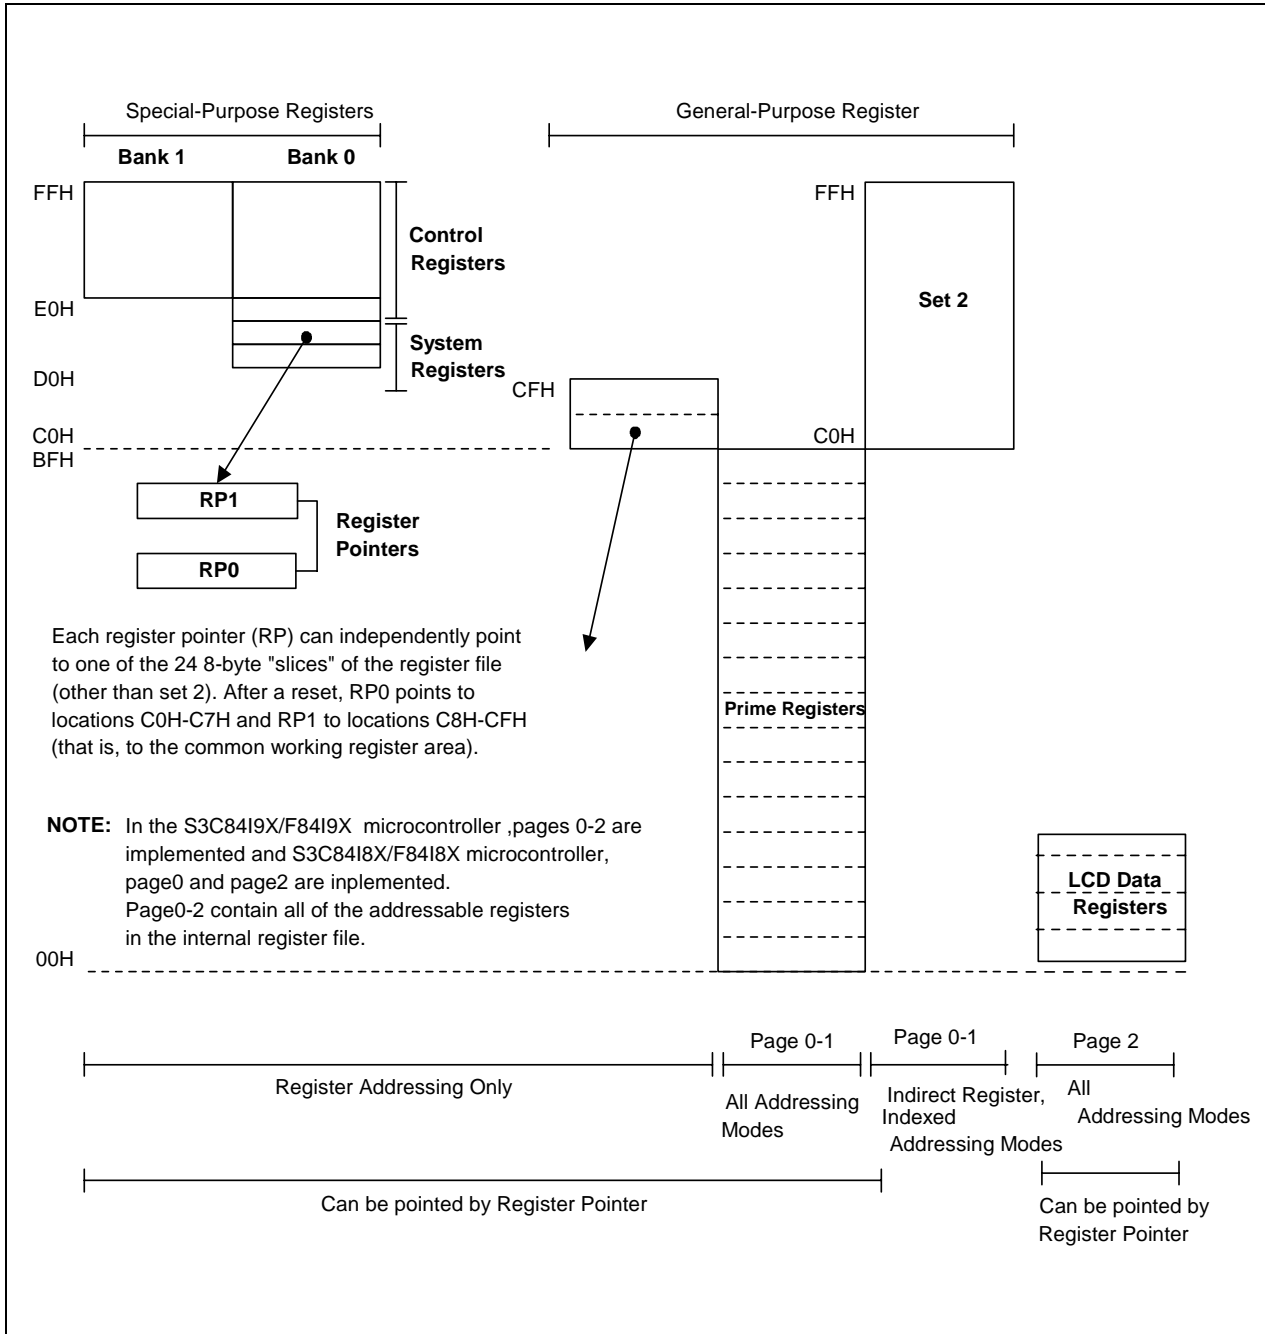 Special-Purpose Registers
General-Purpose Register
Bank 1
Bank 0
FFH
FFH
Control
Registers
Set 2
E0H
System
Registers
D0H
CFH
C0H
C0H
BFH
RP1
Register
Pointers
RP0
Each register pointer (RP) can independently point
to one of the 24 8-byte "slices" of the register file
(other than set 2). After a reset, RP0 points to
locations C0H-C7H and RP1 to locations C8H-CFH
(that is, to the common working register area).
Prime Registers
NOTE: In the S3C84I9X/F84I9X microcontroller ,pages 0-2 are
implemented and S3C84I8X/F84I8X microcontroller,
page0 and page2 are inplemented.
Page0-2 contain all of the addressable registers
in the internal register file.
LCD Data
Registers
00H
Page 0-1
Page 0-1
Page 2
Register Addressing Only
All Addressing
Modes
Indirect Register,
Indexed
Addressing Modes
All
Addressing Modes
Can be pointed by Register Pointer
Can be pointed by
Register Pointer